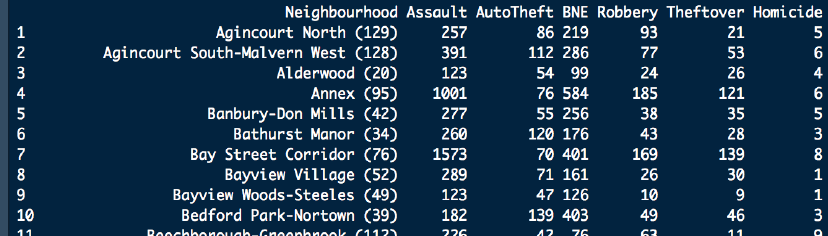 Neighbourhood Assault AutoTheft BNE Robbery Theftover Homicide
1 Agincourt North (129) 257 86 219 93 21 5
2 Agincourt South-Malvern West (128) 391 112 286 77 53 6
3 Alderwood (20) 123 54 99 24 26 4
4 Annex (95) 1001 76 584 185 121 6
5 Banbury-Don Mills (42) 277 55 256 38 35 5
6 Bathurst Manor (34) 260 120 176 43 28 3
7 Bay Street Corridor (76) 1573 70 401 169 139 8
8 Bayview Village (52) 289 71 161 26 30 1
9 Bayview Woods-Steeles (49) 123 47 126 10 9 1
10 Bedford Park-Nortown (39) 182 139 403 49 46 3
11 Beechborough-Greenbrook (112) 226 42 76 63 11 9